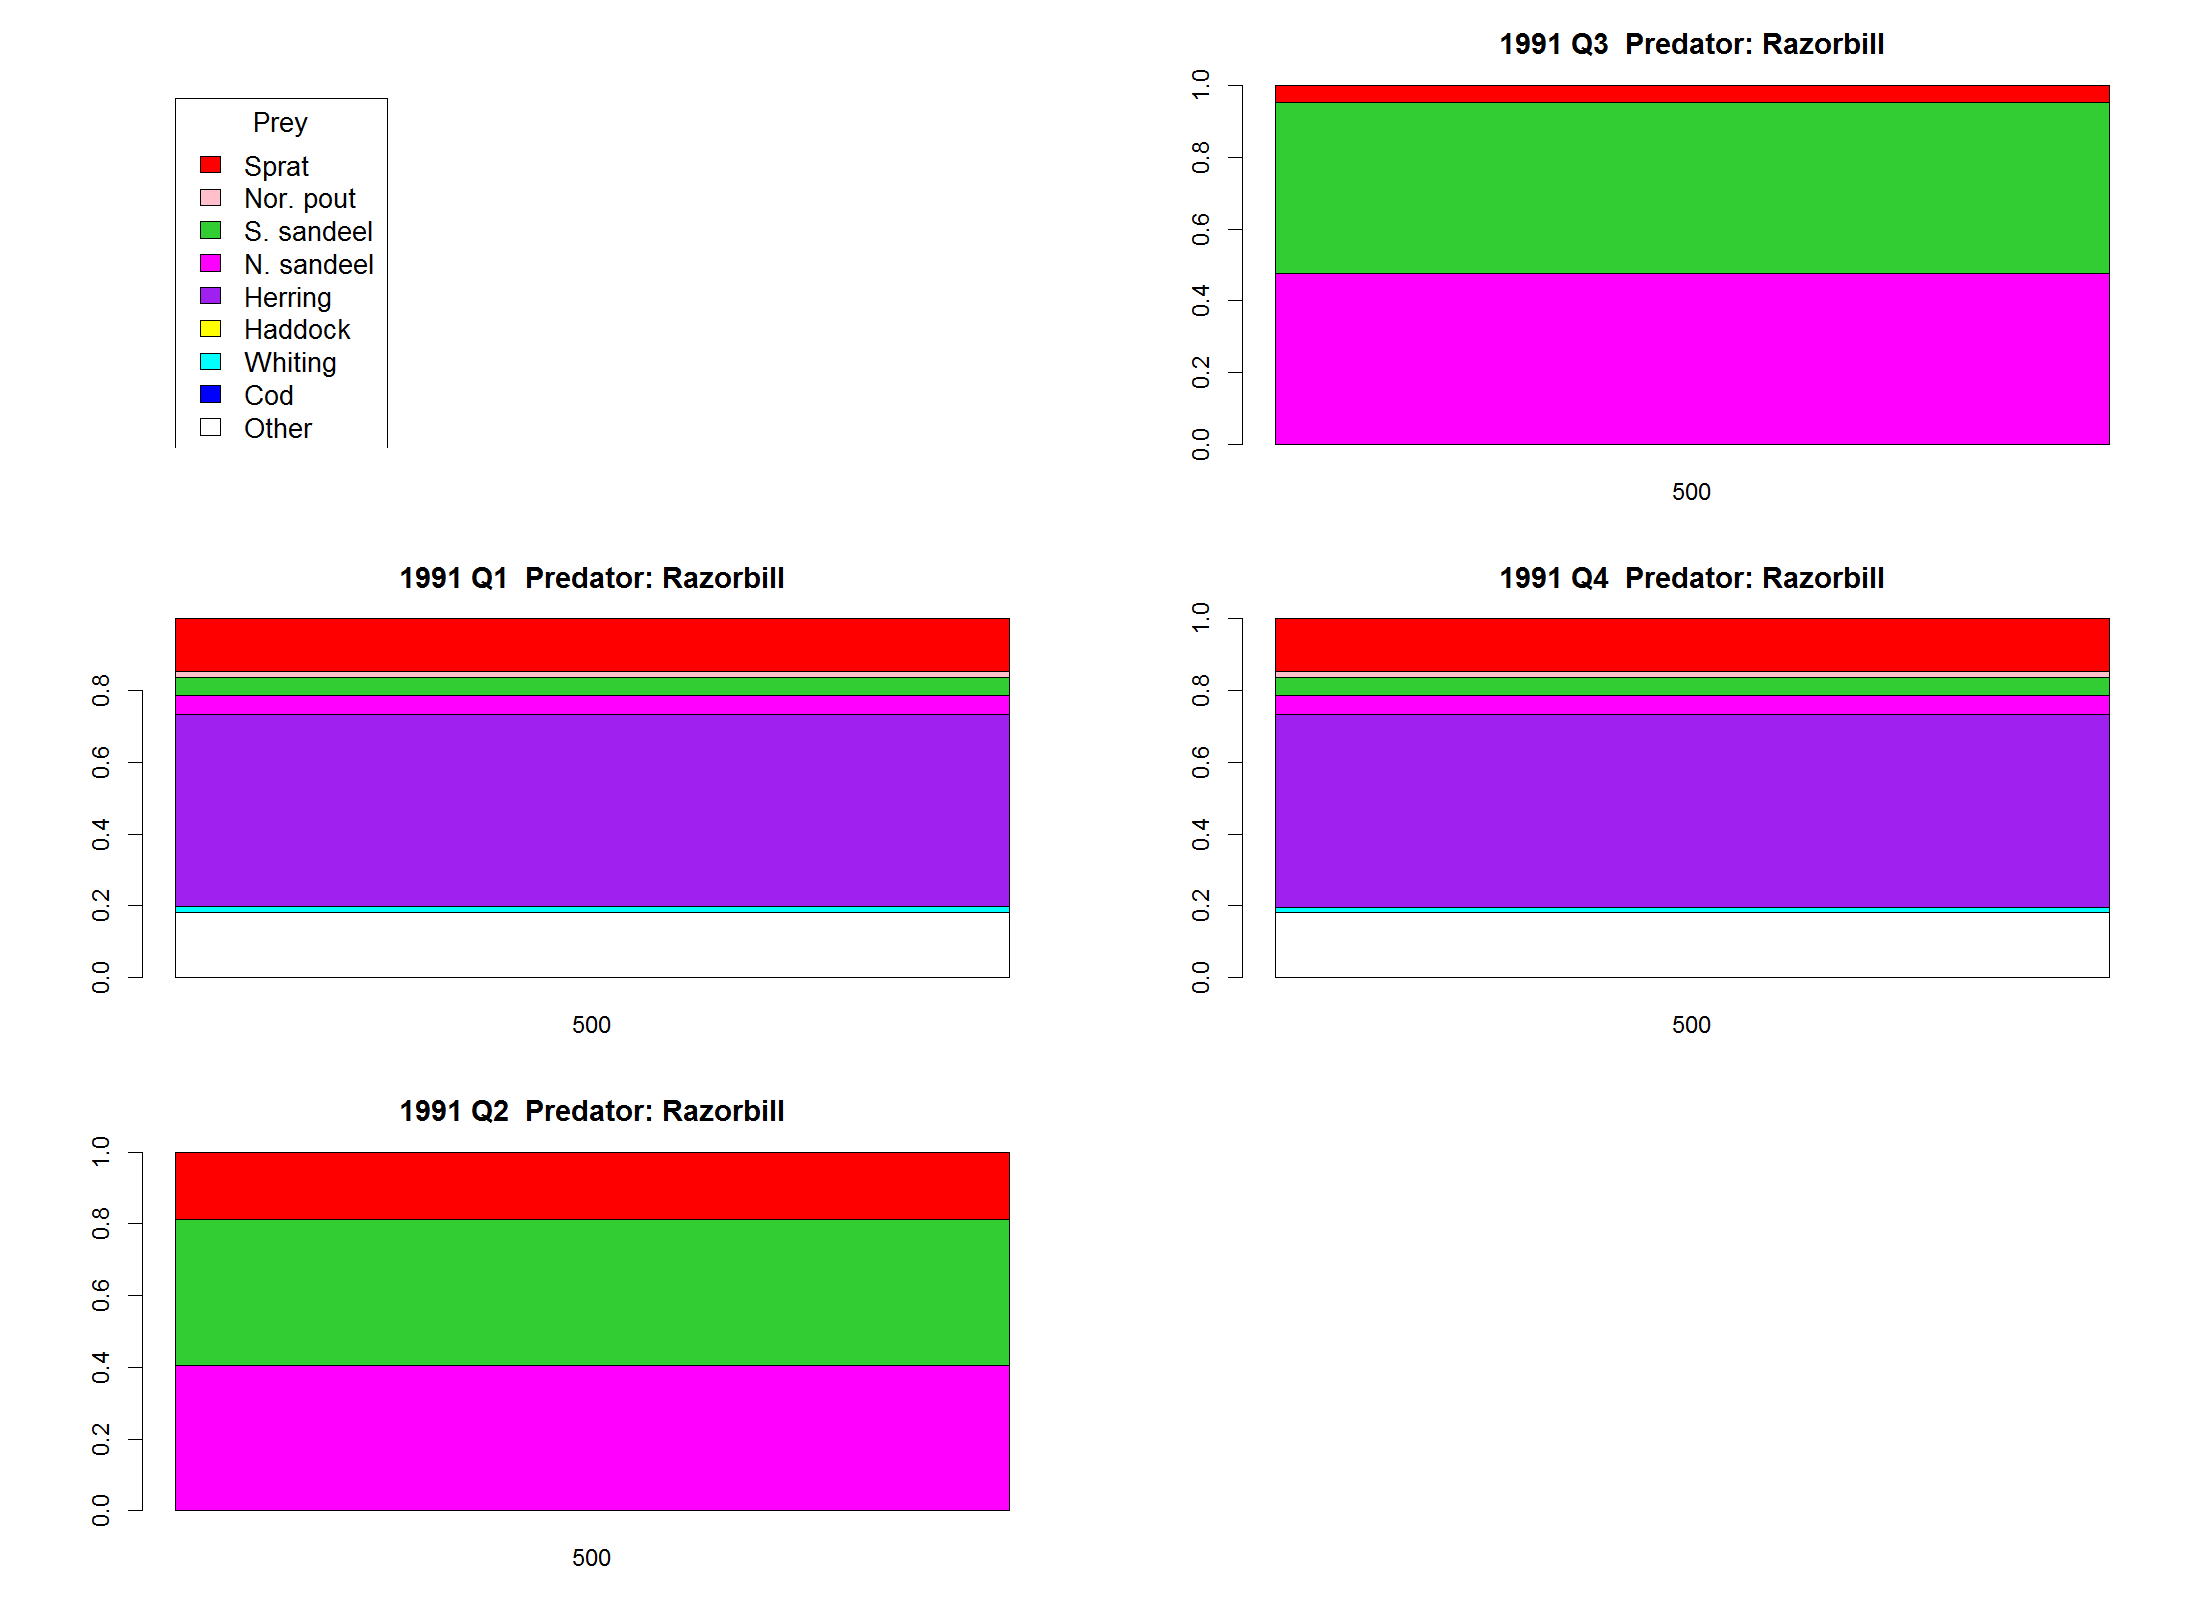 Prey
Sprat
Nor. pout
S. sandeel
N. sandeel
Herring
Haddock
Whiting
Cod
Other
1991 Q3  Predator: Razorbill
1.0
0.8
0.6
0.4
0.2
0.0
500
1991 Q1  Predator: Razorbill
0.8
0.6
0.4
0.2
0.0
500
1991 Q4  Predator: Razorbill
1.0
0.8
0.6
0.4
0.2
0.0
500
1991 Q2  Predator: Razorbill
1.0
0.8
0.6
0.4
0.2
0.0
500